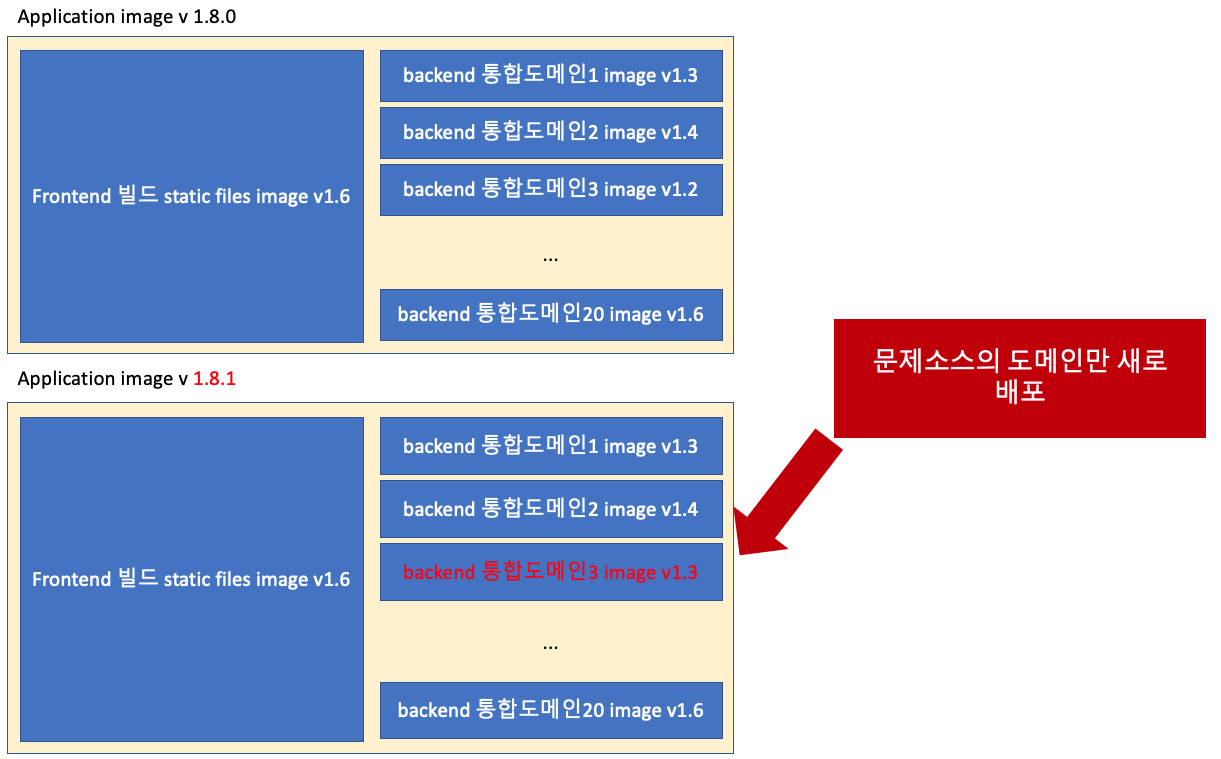 Application image v 1.8.0
Frontend 빌드 static files image v1.6
backend 통합도메인1 image v1.3
backend 통합도메인2 image v1.4
backend 통합도메인3 image v1.2
...
backend 통합도메인20 image v1.6
Application image v 1.8.1
Frontend 빌드 static files image v1.6
backend 통합도메인1 image v1.3
backend 통합도메인2 image v1.4
backend 통합도메인3 image v1.3
...
backend 통합도메인20 image v1.6
문제소스의 도메인만 새로
배포